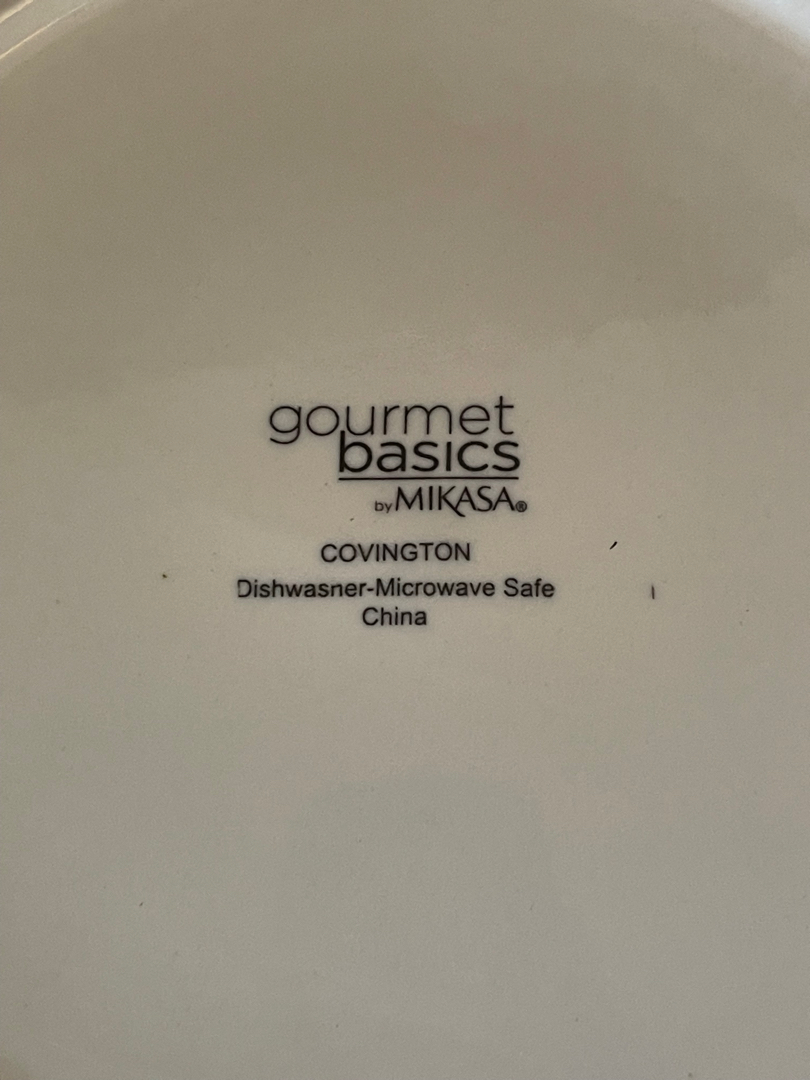 gourmet
basics
by MIKASA®
COVINGTON
Dishwasner-Microwave Safe
China